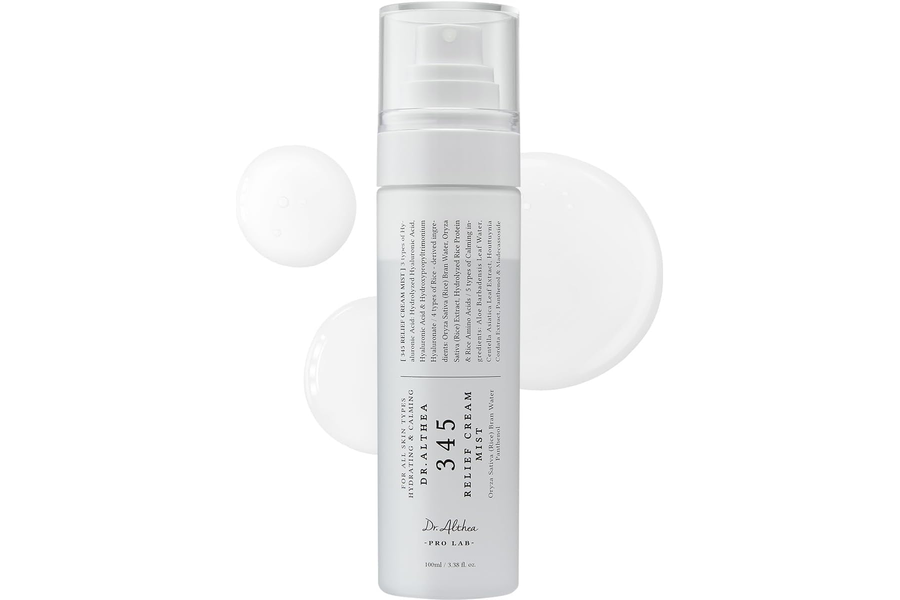 [ 345 RELIEF CREAM MIST ] 3 types of Hy-
aluronic Acid: Hydrolyzed Hyaluronic Acid,
Hyaluronic Acid & Hydroxypropyltrimonium
Hyaluronate / 4 types of Rice - derived ingre-
dients: Oryza Sativa (Rice) Bran Water, Oryza
Sativa (Rice) Extract, Hydrolyzed Rice Protein
& Rice Amino Acids / 5 types of Calming in-
gredients: Aloe Barbadensis Leaf Water,
Centella Asiatica Leaf Extract, Houttuynia
Cordata Extract, Panthenol & Madecassoside
FOR ALL SKIN TYPES
HYDRATING & CALMING
DR.ALTHEA
345
RELIEF CREAM
MIST
Oryza Sativa (Rice) Bran Water
Panthenol
Dr. Althea
-PRO LAB-
100ml / 3.38 fl. oz.